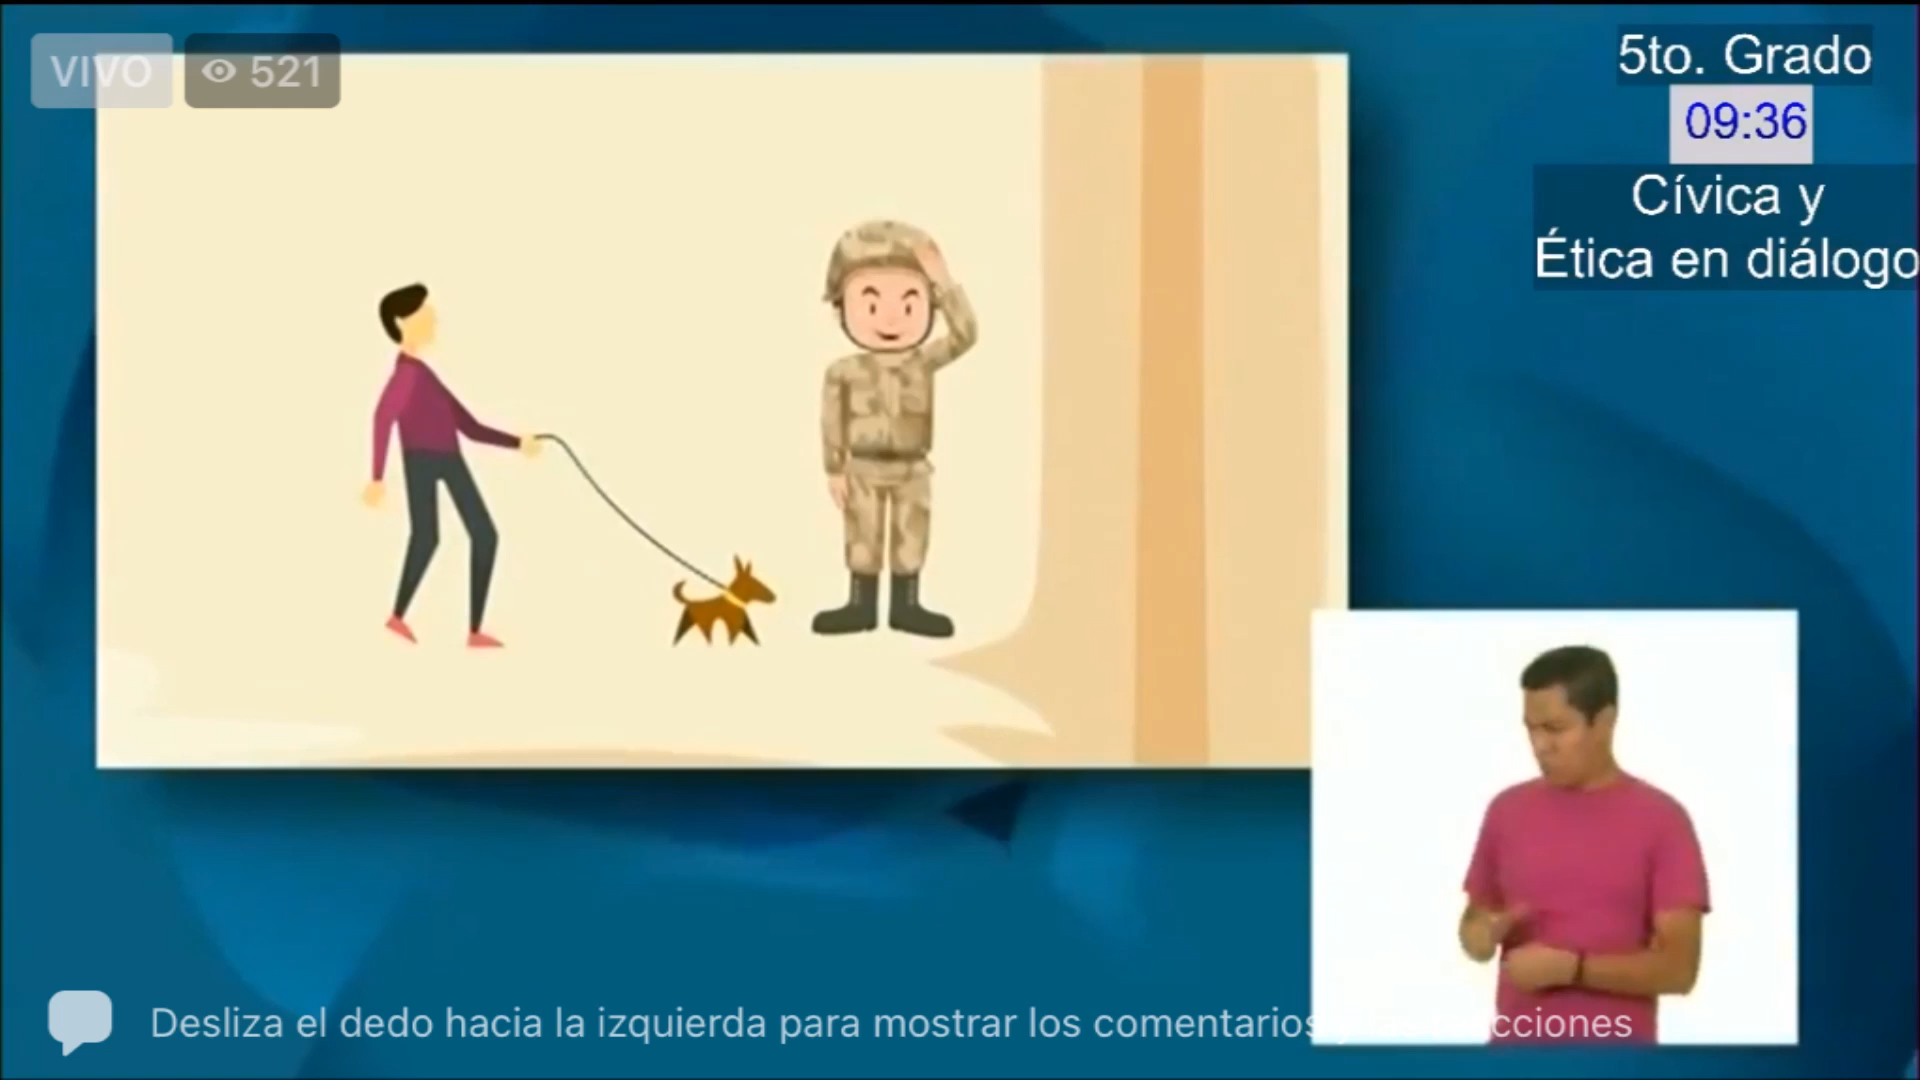 VIVO 521
5to. Grado
09:36
Cívica y
Ética en diálogo
Desliza el dedo hacia la izquierda para mostrar los comentarios